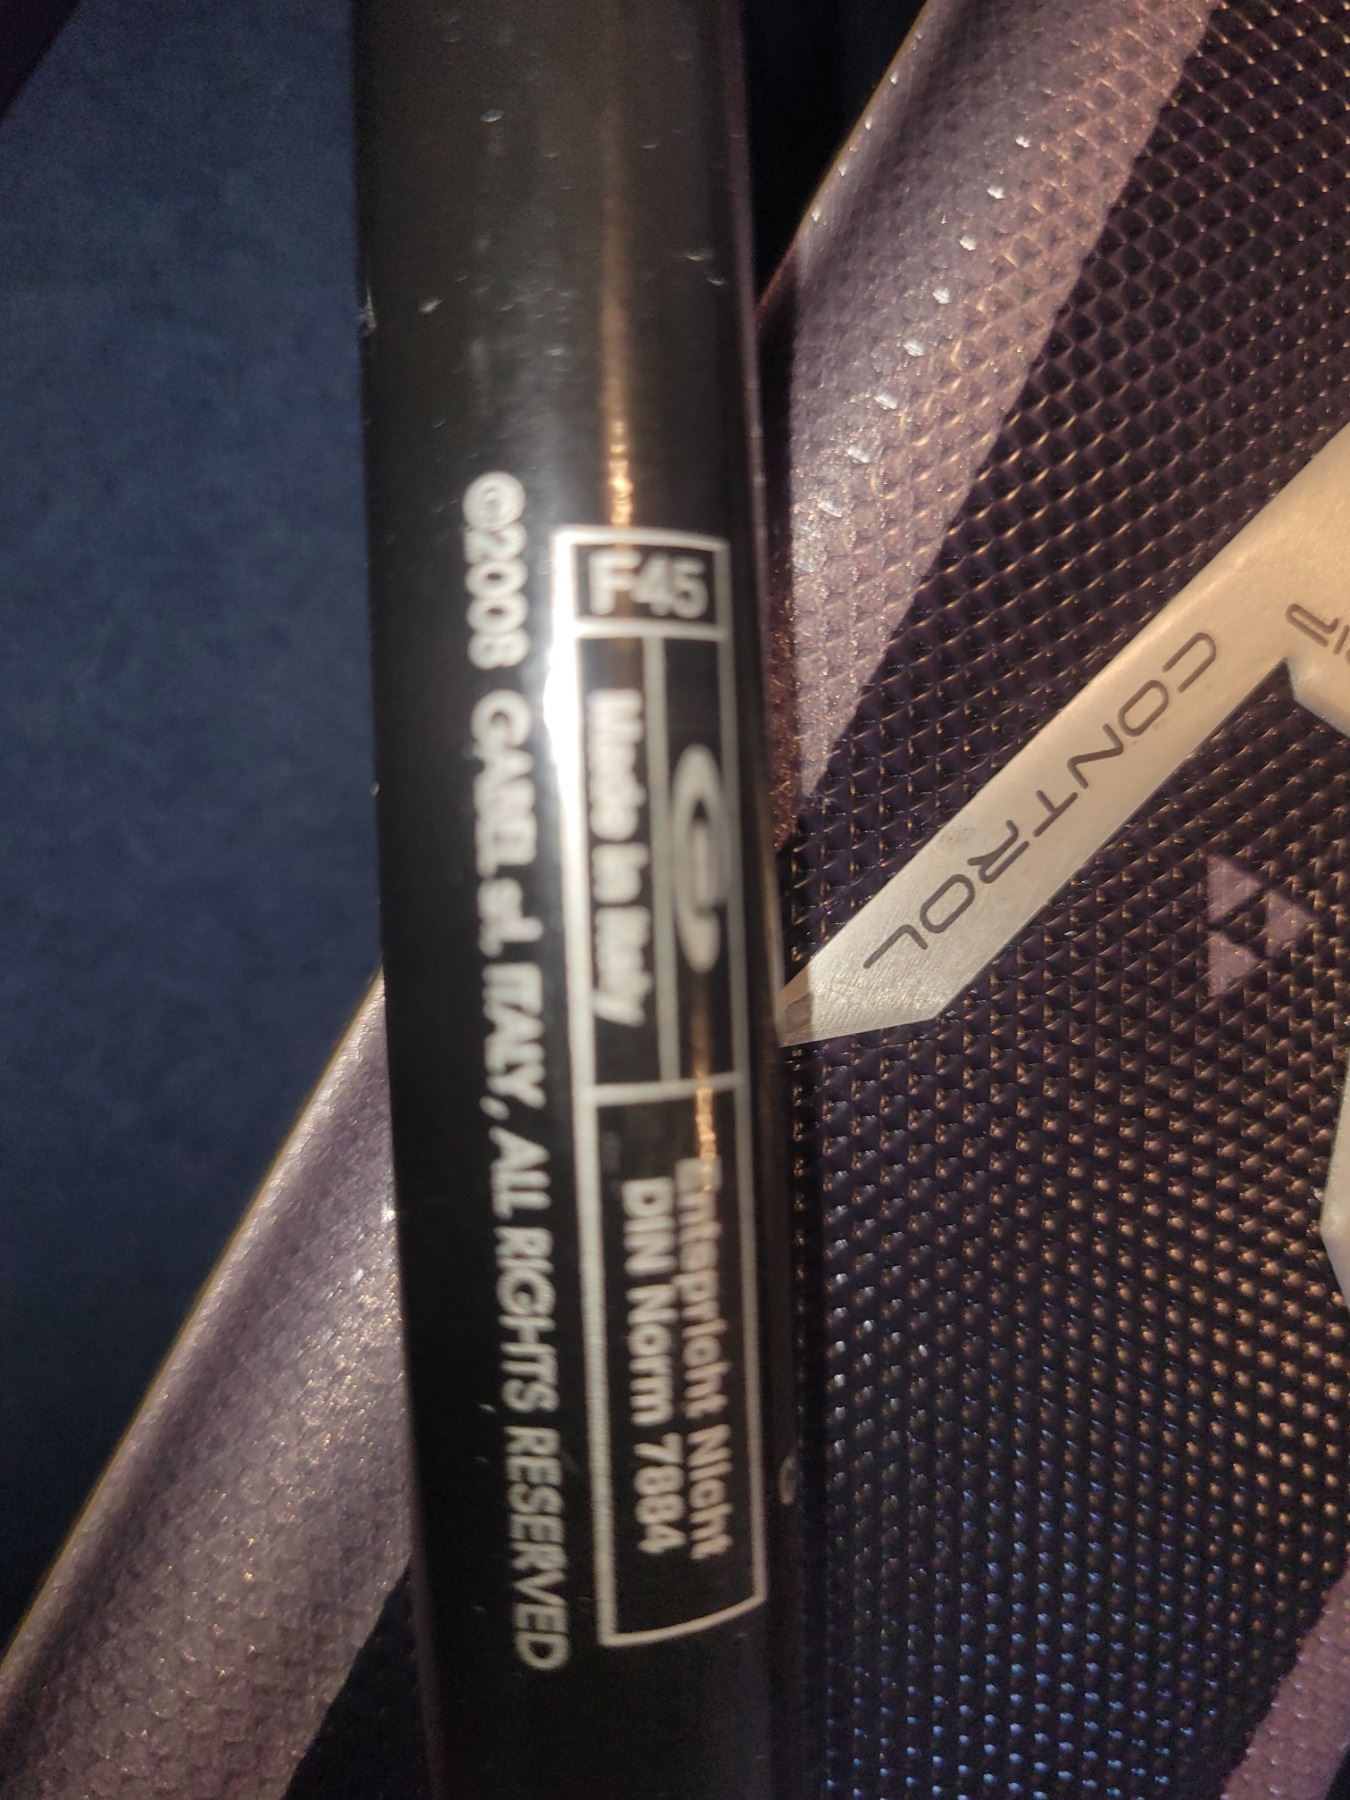 ©2008 GABEL srl. ITALY, ALL RIGHTS RESERVED
F45
Made in Italy
Entspricht Nicht
DIN Norm 7884
CONTROL